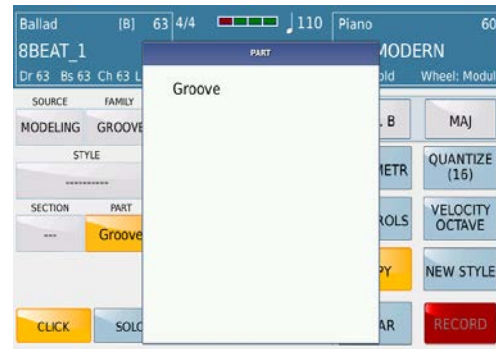 Ballad [B] 63 4/4 110 Piano 60
8BEAT_1 MODERN
Dr 63 Bs 63 Ch 63 L old Wheel: Modul
PART
Groove
SOURCE FAMILY
MODELING GROOVE
STYLE
----------
SECTION PART
--- Groove
CLICK SOLO
. B MAJ
METR QUANTIZE
(16)
ROLS VELOCITY
OCTAVE
PY NEW STYLE
AR RECORD